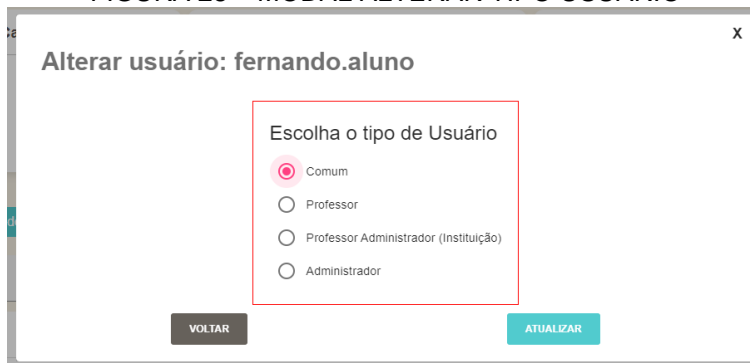 X
Alterar usuário: fernando.aluno
Escolha o tipo de Usuário
Comum
Professor
Professor Administrador (Instituição)
Administrador
VOLTAR
ATUALIZAR